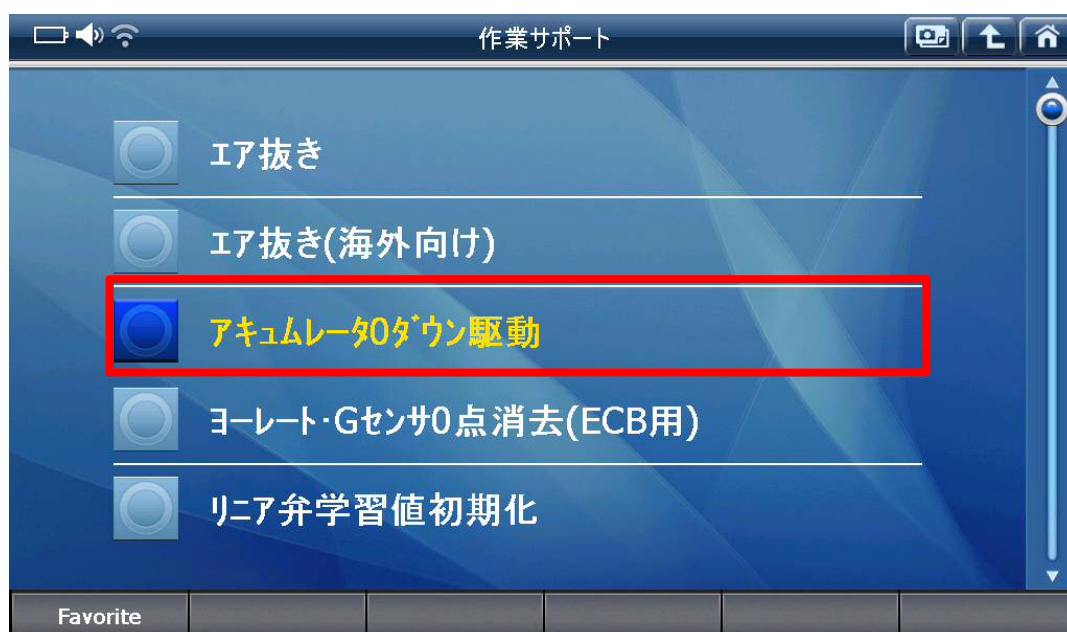 作業サポート
エア抜き
エア抜き(海外向け)
アキュムレータ0ダウン駆動
ヨーレート・Gセンサ0点消去(ECB用)
リニア弁学習値初期化
Favorite